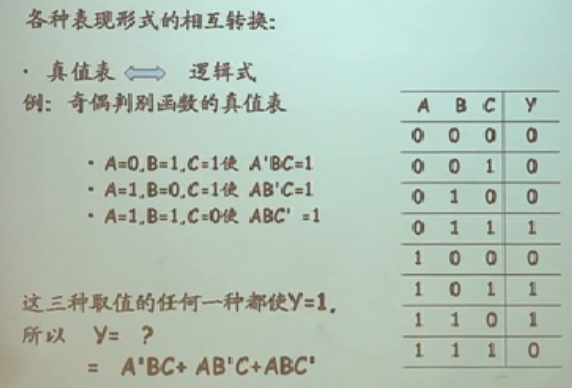 各种表现形式的相互转换:
· 真值表 逻辑式
例: 奇偶判别函数的真值表
· A=0,B=1,C=1使 A'BC=1
· A=1,B=0,C=1使 AB'C=1
· A=1,B=1,C=0使 ABC' =1
这三种取值的任何一种都使Y=1,
所以 Y= ?
= A'BC+ AB'C+ABC'
A B C Y
0 0 0 0
0 0 1 0
0 1 0 0
0 1 1 1
1 0 0 0
1 0 1 1
1 1 0 1
1 1 1 0